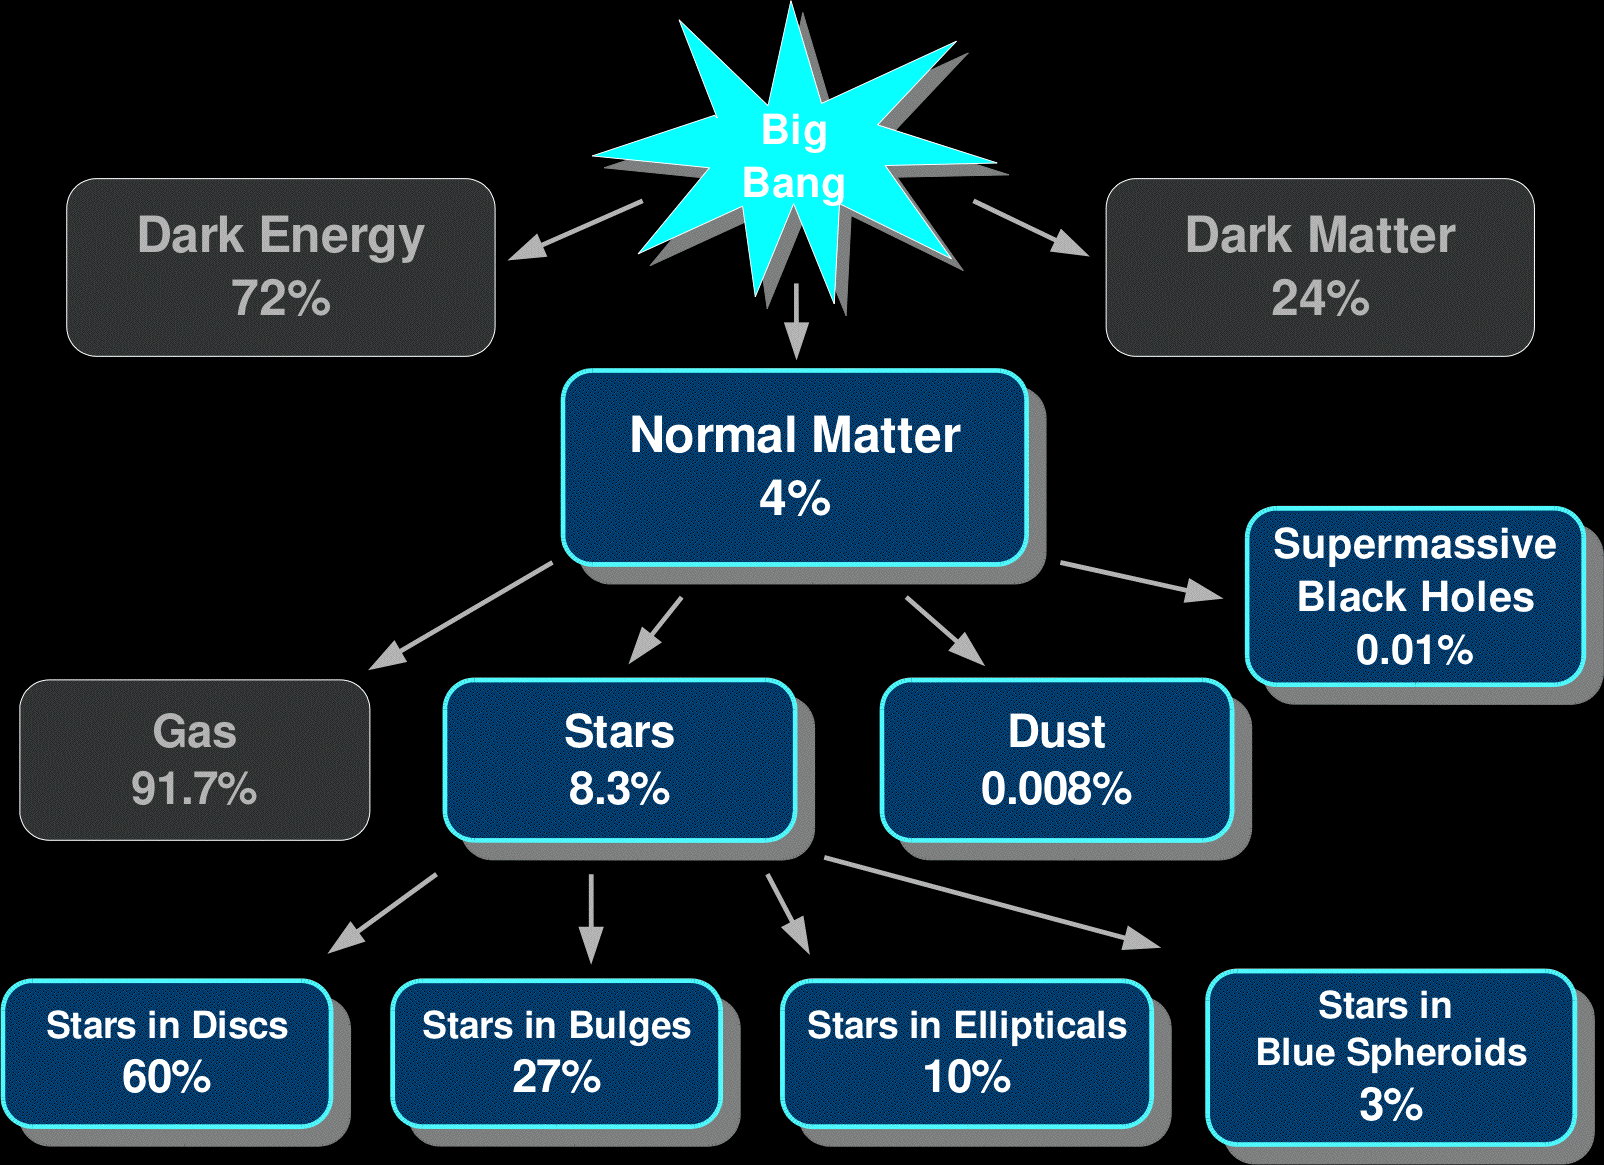 Big
Bang
Dark Energy
72%
Dark Matter
24%
Normal Matter
4%
Supermassive
Black Holes
0.01%
Gas
91.7%
Stars
8.3%
Dust
0.008%
Stars in Discs
60%
Stars in Bulges
27%
Stars in Ellipticals
10%
Stars in
Blue Spheroids
3%